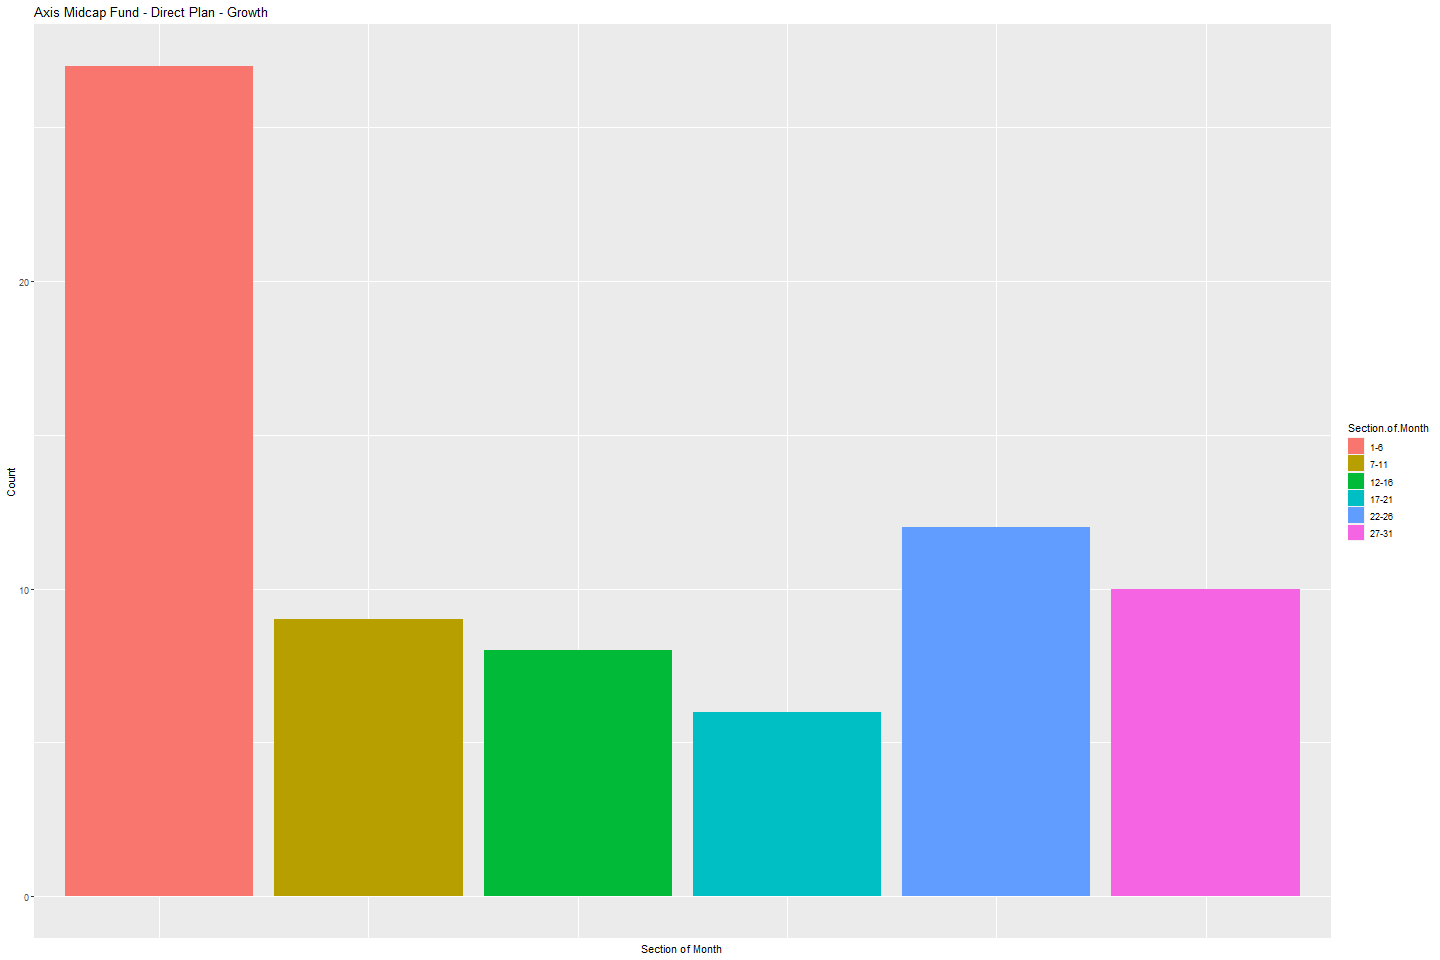 Axis Midcap Fund - Direct Plan - Growth
20
10
0
Count
Section of Month
Section.of.Month
1-6
7-11
12-16
17-21
22-26
27-31